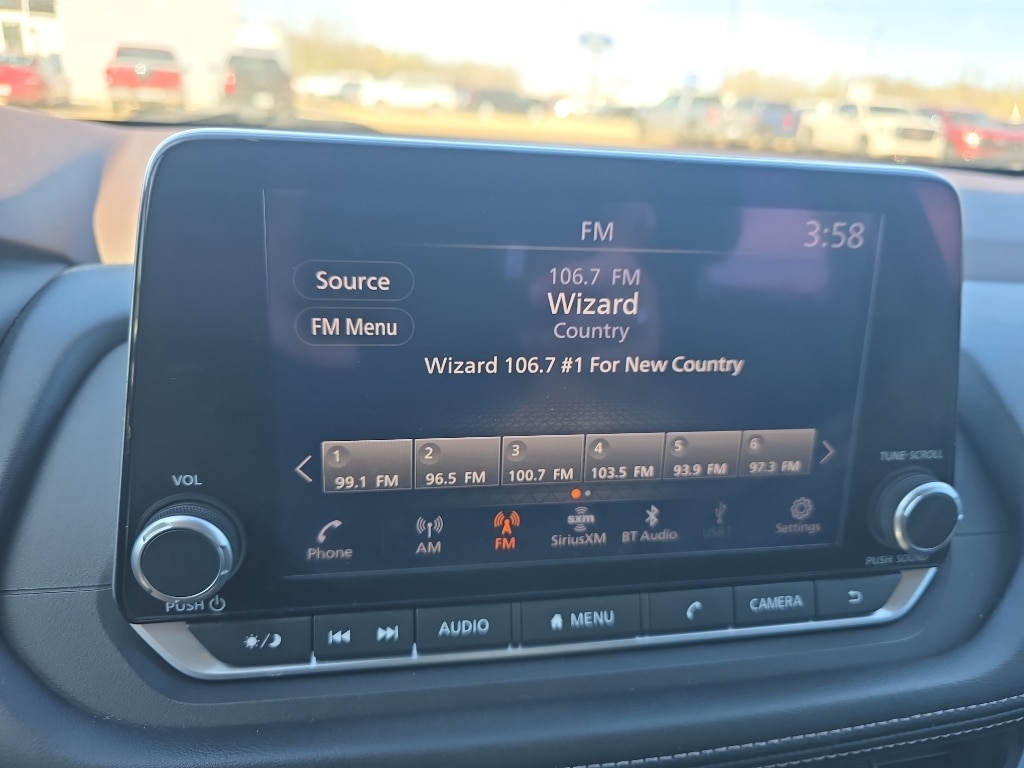 FM
3:58
Source
106.7 FM
Wizard
FM Menu
Country
Wizard 106.7 #1 For New Country
1
2
3
4
5
6
99.1 FM
96.5 FM
100.7 FM
103.5 FM
93.9 FM
97.3 FM
VOL
TUNE·SCROLL
Phone
AM
FM
sxm
SiriusXM
BT Audio
USB
Settings
PUSH
PUSH SOUND
AUDIO
MENU
CAMERA